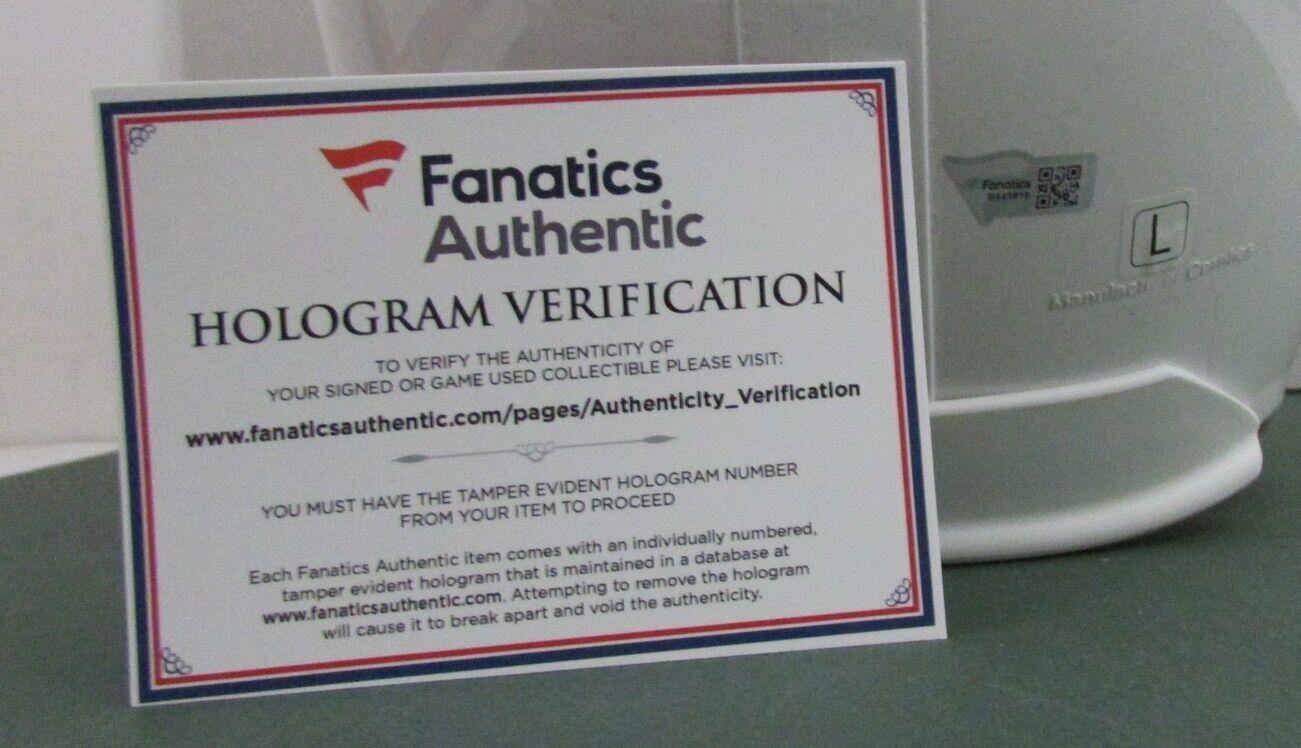 Fanatics
Authentic
HOLOGRAM VERIFICATION
TO VERIFY THE AUTHENTICITY OF
YOUR SIGNED OR GAME USED COLLECTIBLE PLEASE VISIT:
www.fanaticsauthentic.com/pages/Authenticity_Verification
YOU MUST HAVE THE TAMPER EVIDENT HOLOGRAM NUMBER
FROM YOUR ITEM TO PROCEED
Each Fanatics Authentic item comes with an individually numbered,
tamper evident hologram that is maintained in a database at
www.fanaticsauthentic.com. Attempting to remove the hologram
will cause it to break apart and void the authenticity.
Fanatics
L